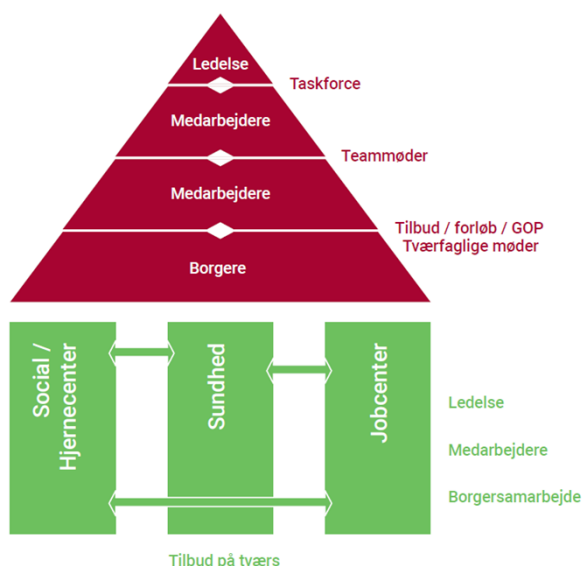 Ledelse
Taskforce
Medarbejdere
Teammøder
Medarbejdere
Tilbud / forløb / GOP
Tværfaglige møder
Borgere
Social /
Hjernecenter
Sundhed
Jobcenter
Ledelse
Medarbejdere
Borgersamarbejde
Tilbud på tværs